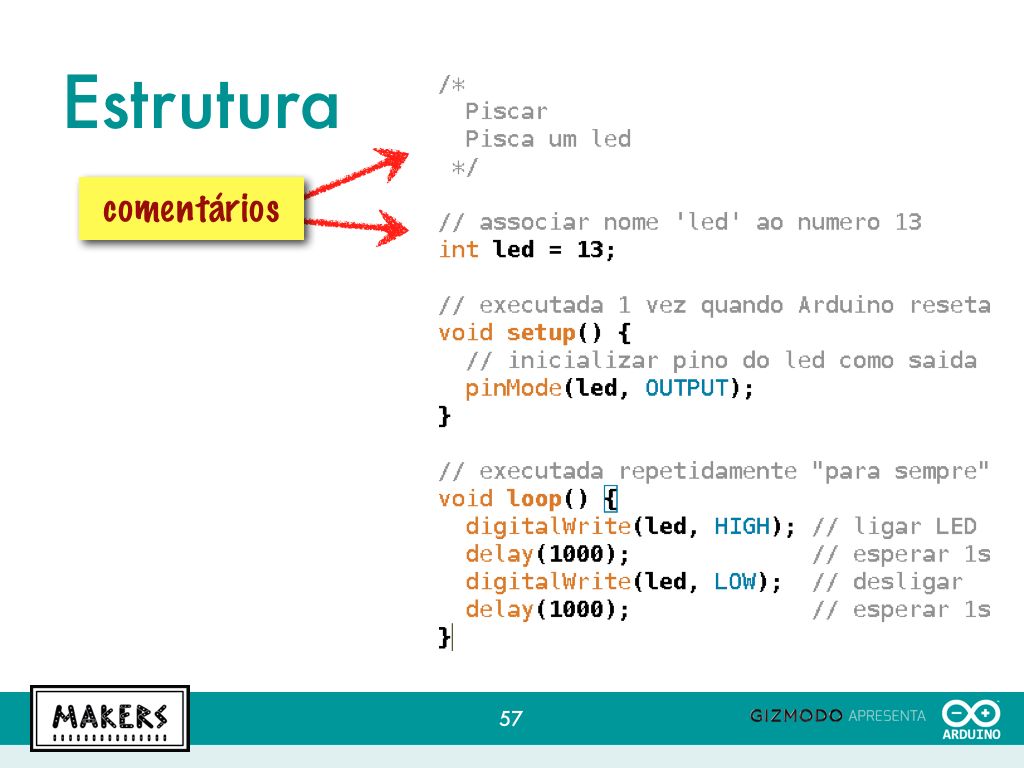 Estrutura
comentários
/*
  Piscar
  Pisca um led
 */
// associar nome 'led' ao numero 13
int led = 13;
// executada 1 vez quando Arduino reseta
void setup() {
  // inicializar pino do led como saida
  pinMode(led, OUTPUT);
}
// executada repetidamente "para sempre"
void loop() {
  digitalWrite(led, HIGH); // ligar LED
  delay(1000);             // esperar 1s
  digitalWrite(led, LOW);  // desligar
  delay(1000);             // esperar 1s
}
MAKERS
57
GIZMODO APRESENTA
ARDUINO